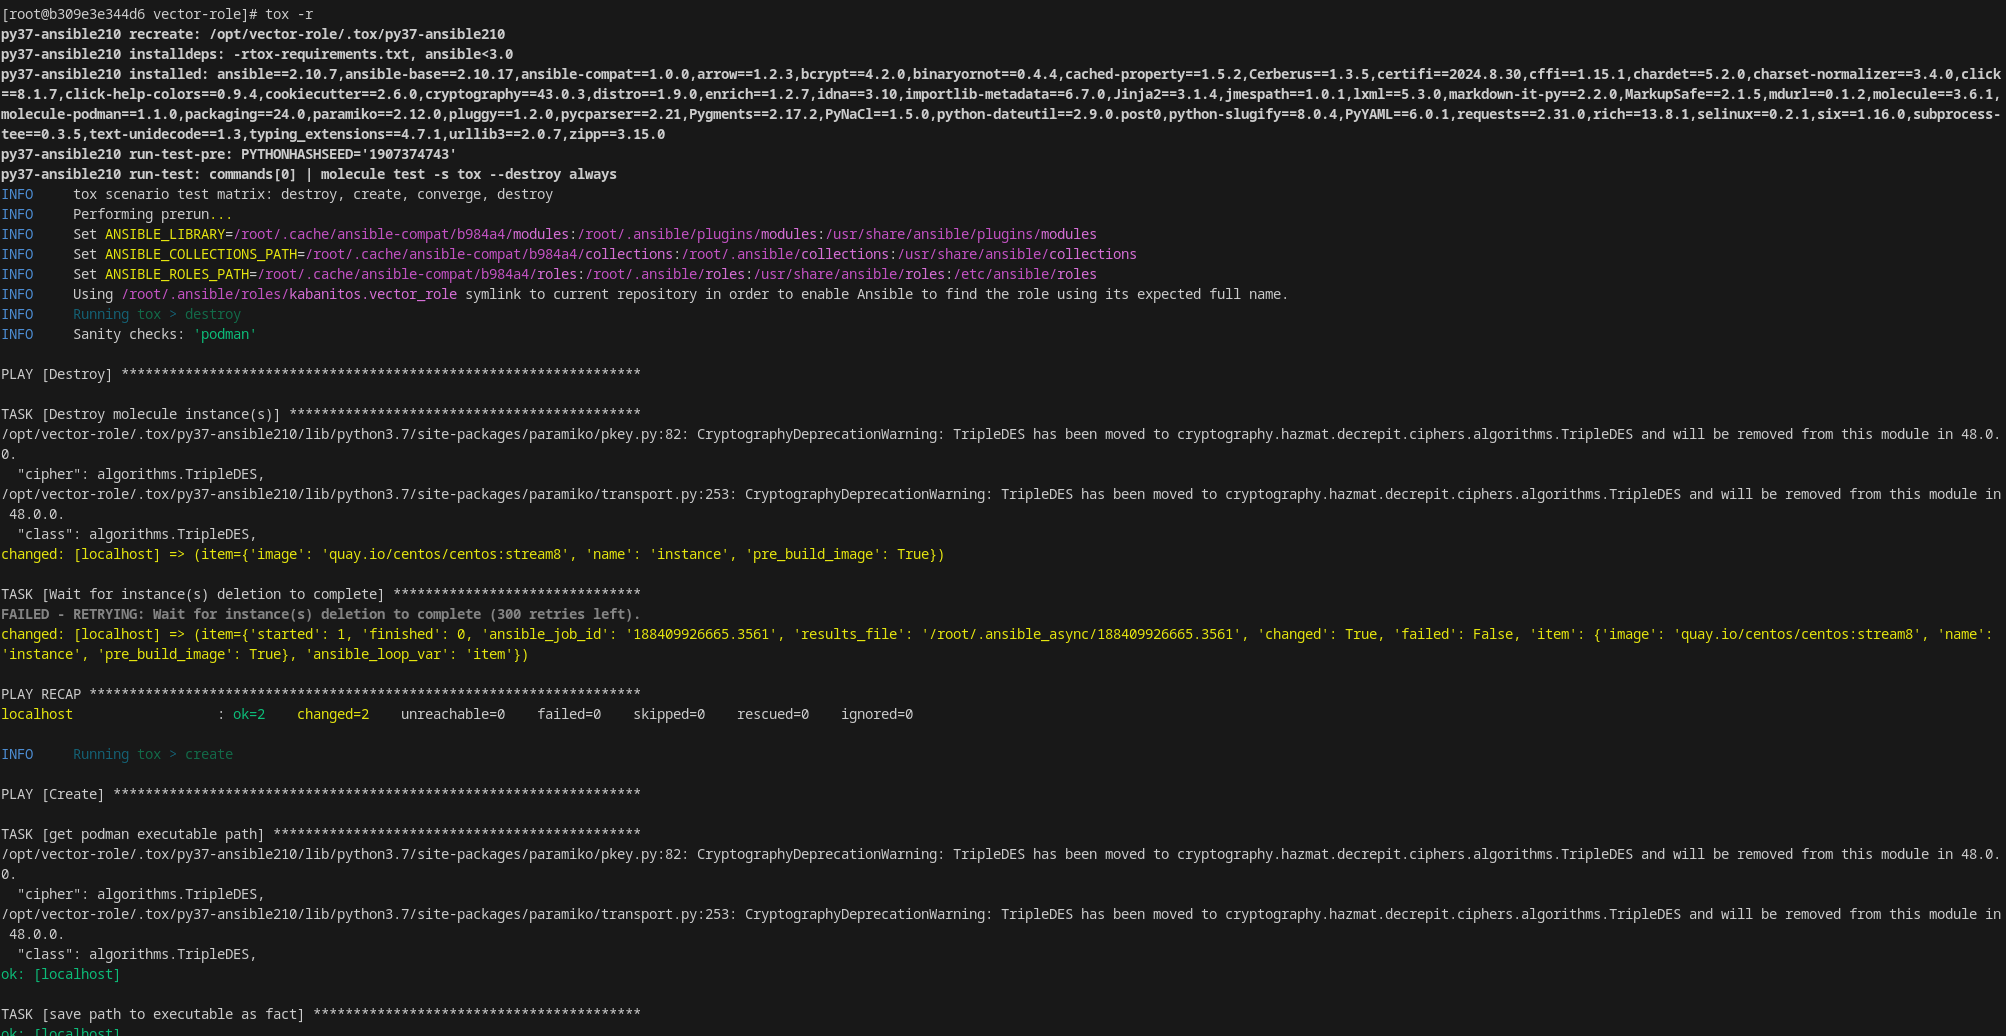 [root@b309e3e344d6 vector-role]# tox -r
py37-ansible210 recreate: /opt/vector-role/.tox/py37-ansible210
py37-ansible210 installdeps: -rtox-requirements.txt, ansible<3.0
py37-ansible210 installed: ansible==2.10.7,ansible-base==2.10.17,ansible-compat==1.0.0,arrow==1.2.3,bcrypt==4.2.0,binaryornot==0.4.4,cached-property==1.5.2,Cerberus==1.3.5,certifi==2024.8.30,cffi==1.15.1,chardet==5.2.0,charset-normalizer==3.4.0,click
==8.1.7,click-help-colors==0.9.4,cookiecutter==2.6.0,cryptography==43.0.3,distro==1.9.0,enrich==1.2.7,idna==3.10,importlib-metadata==6.7.0,Jinja2==3.1.4,jmespath==1.0.1,lxml==5.3.0,markdown-it-py==2.2.0,MarkupSafe==2.1.5,mdurl==0.1.2,molecule==3.6.1,
molecule-podman==1.1.0,packaging==24.0,paramiko==2.12.0,pluggy==1.2.0,pycparser==2.21,Pygments==2.17.2,PyNaCl==1.5.0,python-dateutil==2.9.0.post0,python-slugify==8.0.4,PyYAML==6.0.1,requests==2.31.0,rich==13.8.1,selinux==0.2.1,six==1.16.0,subprocess-
tee==0.3.5,text-unidecode==1.3,typing_extensions==4.7.1,urllib3==2.0.7,zipp==3.15.0
py37-ansible210 run-test-pre: PYTHONHASHSEED='1907374743'
py37-ansible210 run-test: commands[0] | molecule test -s tox --destroy always
INFO     tox scenario test matrix: destroy, create, converge, destroy
INFO     Performing prerun...
INFO     Set ANSIBLE_LIBRARY=/root/.cache/ansible-compat/b984a4/modules:/root/.ansible/plugins/modules:/usr/share/ansible/plugins/modules
INFO     Set ANSIBLE_COLLECTIONS_PATH=/root/.cache/ansible-compat/b984a4/collections:/root/.ansible/collections:/usr/share/ansible/collections
INFO     Set ANSIBLE_ROLES_PATH=/root/.cache/ansible-compat/b984a4/roles:/root/.ansible/roles:/usr/share/ansible/roles:/etc/ansible/roles
INFO     Using /root/.ansible/roles/kabanitos.vector_role symlink to current repository in order to enable Ansible to find the role using its expected full name.
INFO     Running tox > destroy
INFO     Sanity checks: 'podman'
PLAY [Destroy] *****************************************************************
TASK [Destroy molecule instance(s)] ********************************************
/opt/vector-role/.tox/py37-ansible210/lib/python3.7/site-packages/paramiko/pkey.py:82: CryptographyDeprecationWarning: TripleDES has been moved to cryptography.hazmat.decrepit.ciphers.algorithms.TripleDES and will be removed from this module in 48.0.
0.
  "cipher": algorithms.TripleDES,
/opt/vector-role/.tox/py37-ansible210/lib/python3.7/site-packages/paramiko/transport.py:253: CryptographyDeprecationWarning: TripleDES has been moved to cryptography.hazmat.decrepit.ciphers.algorithms.TripleDES and will be removed from this module in
 48.0.0.
  "class": algorithms.TripleDES,
changed: [localhost] => (item={'image': 'quay.io/centos/centos:stream8', 'name': 'instance', 'pre_build_image': True})
TASK [Wait for instance(s) deletion to complete] *******************************
FAILED - RETRYING: Wait for instance(s) deletion to complete (300 retries left).
changed: [localhost] => (item={'started': 1, 'finished': 0, 'ansible_job_id': '188409926665.3561', 'results_file': '/root/.ansible_async/188409926665.3561', 'changed': True, 'failed': False, 'item': {'image': 'quay.io/centos/centos:stream8', 'name':
'instance', 'pre_build_image': True}, 'ansible_loop_var': 'item'})
PLAY RECAP *********************************************************************
localhost                  : ok=2    changed=2    unreachable=0    failed=0    skipped=0    rescued=0    ignored=0
INFO     Running tox > create
PLAY [Create] ******************************************************************
TASK [get podman executable path] **********************************************
/opt/vector-role/.tox/py37-ansible210/lib/python3.7/site-packages/paramiko/pkey.py:82: CryptographyDeprecationWarning: TripleDES has been moved to cryptography.hazmat.decrepit.ciphers.algorithms.TripleDES and will be removed from this module in 48.0.
0.
  "cipher": algorithms.TripleDES,
/opt/vector-role/.tox/py37-ansible210/lib/python3.7/site-packages/paramiko/transport.py:253: CryptographyDeprecationWarning: TripleDES has been moved to cryptography.hazmat.decrepit.ciphers.algorithms.TripleDES and will be removed from this module in
 48.0.0.
  "class": algorithms.TripleDES,
ok: [localhost]
TASK [save path to executable as fact] *****************************************
ok: [localhost]